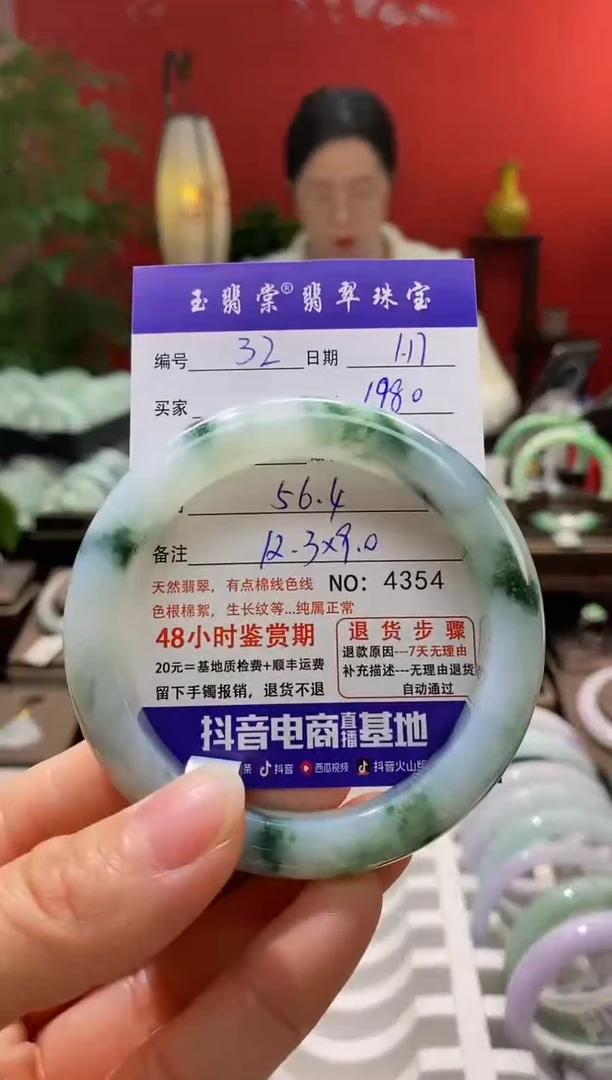 玉翡棠®翡翠珠宝
编号 32 日期 1.17
买家 1980
56.4
备注 12.3×9.0
天然翡翠，有点棉线色线 NO: 4354
色根棉絮，生长纹等...纯属正常
48小时鉴赏期
20元=基地质检费+顺丰运费
留下手镯报销，退货不退
退货步骤
退款原因---7天无理由
补充描述---无理由退货
自动通过
抖音电商直播基地
条 抖音 西瓜视频 抖音火山版